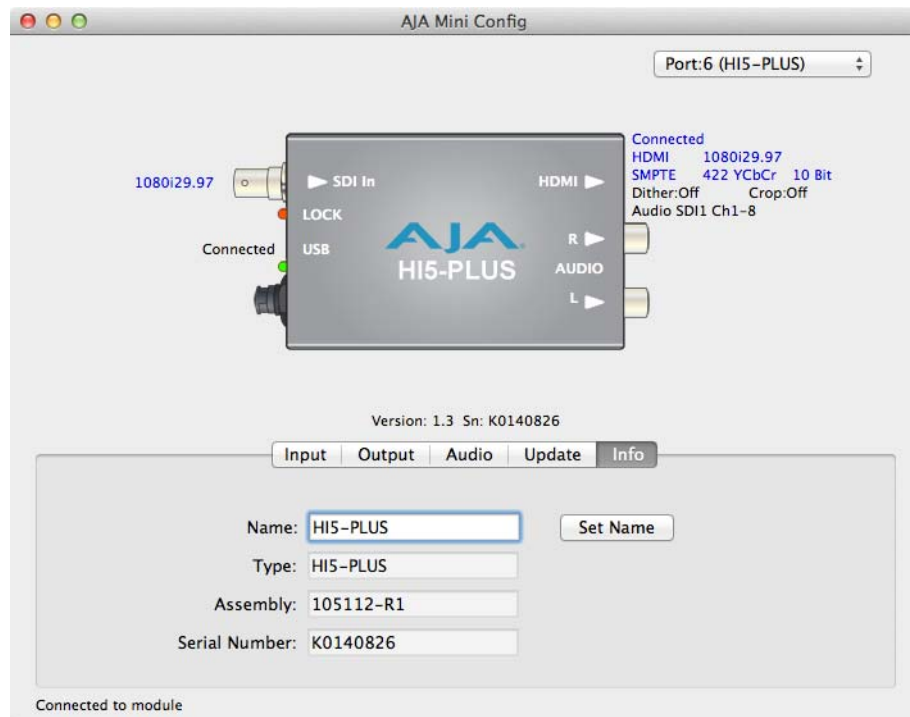 AJA Mini Config
Port:6 (HI5-PLUS)
Connected
HDMI 1080i29.97
SMPTE 422 YCbCr 10 Bit
Dither:Off Crop:Off
Audio SDI1 Ch1-8
1080i29.97
SDI In
HDMI
LOCK
Connected
USB
AJA
HI5-PLUS
R
AUDIO
L
Version: 1.3 Sn: K0140826
Input Output Audio Update Info
Name: HI5-PLUS Set Name
Type: HI5-PLUS
Assembly: 105112-R1
Serial Number: K0140826
Connected to module